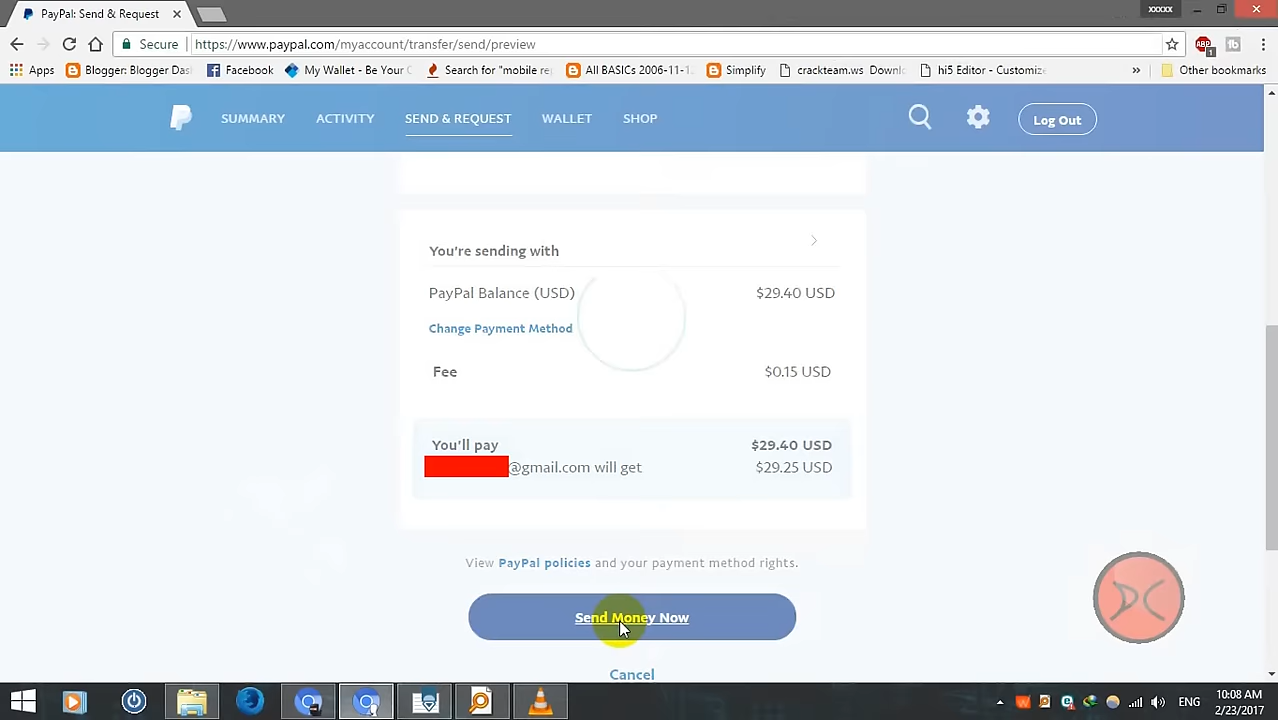 PayPal: Send & Request
xxxxx
Secure
https://www.paypal.com/myaccount/transfer/send/preview
ABP
1
Apps
Blogger: Blogger Das
Facebook
My Wallet - Be Your C
Search for "mobile re
All BASICs 2006-11-1
Simplify
crackteam.ws Downl
hi5 Editor - Customize
»
Other bookmarks
SUMMARY
ACTIVITY
SEND & REQUEST
WALLET
SHOP
Log Out
You're sending with
PayPal Balance (USD) $29.40 USD
Change Payment Method
Fee $0.15 USD
You'll pay $29.40 USD
@gmail.com will get $29.25 USD
View PayPal policies and your payment method rights.
Send Money Now
Cancel
DC
ENG
10:08 AM
2/23/2017